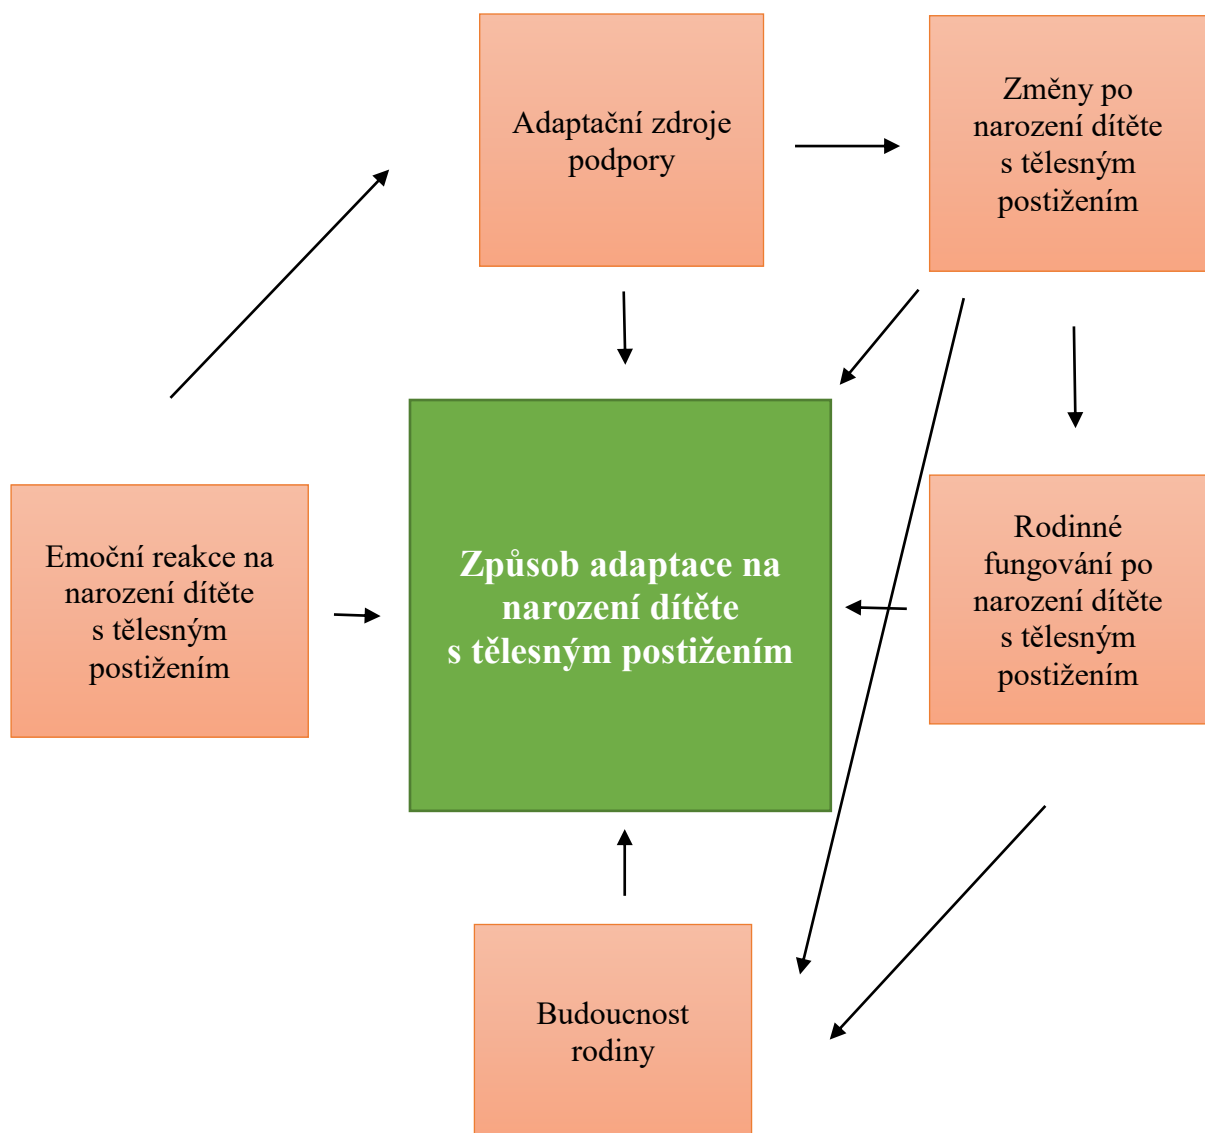 Adaptační zdroje
podpory
Změny po
narození dítěte
s tělesným
postižením
Emoční reakce na
narození dítěte
s tělesným
postižením
Způsob adaptace na
narození dítěte
s tělesným postižením
Rodinné
fungování po
narození dítěte
s tělesným
postižením
Budoucnost
rodiny